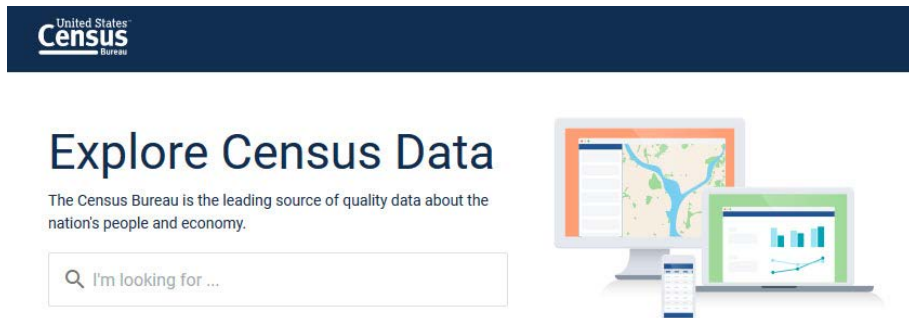 United States
Census
Bureau
Explore Census Data
The Census Bureau is the leading source of quality data about the
nation's people and economy.
I'm looking for ...